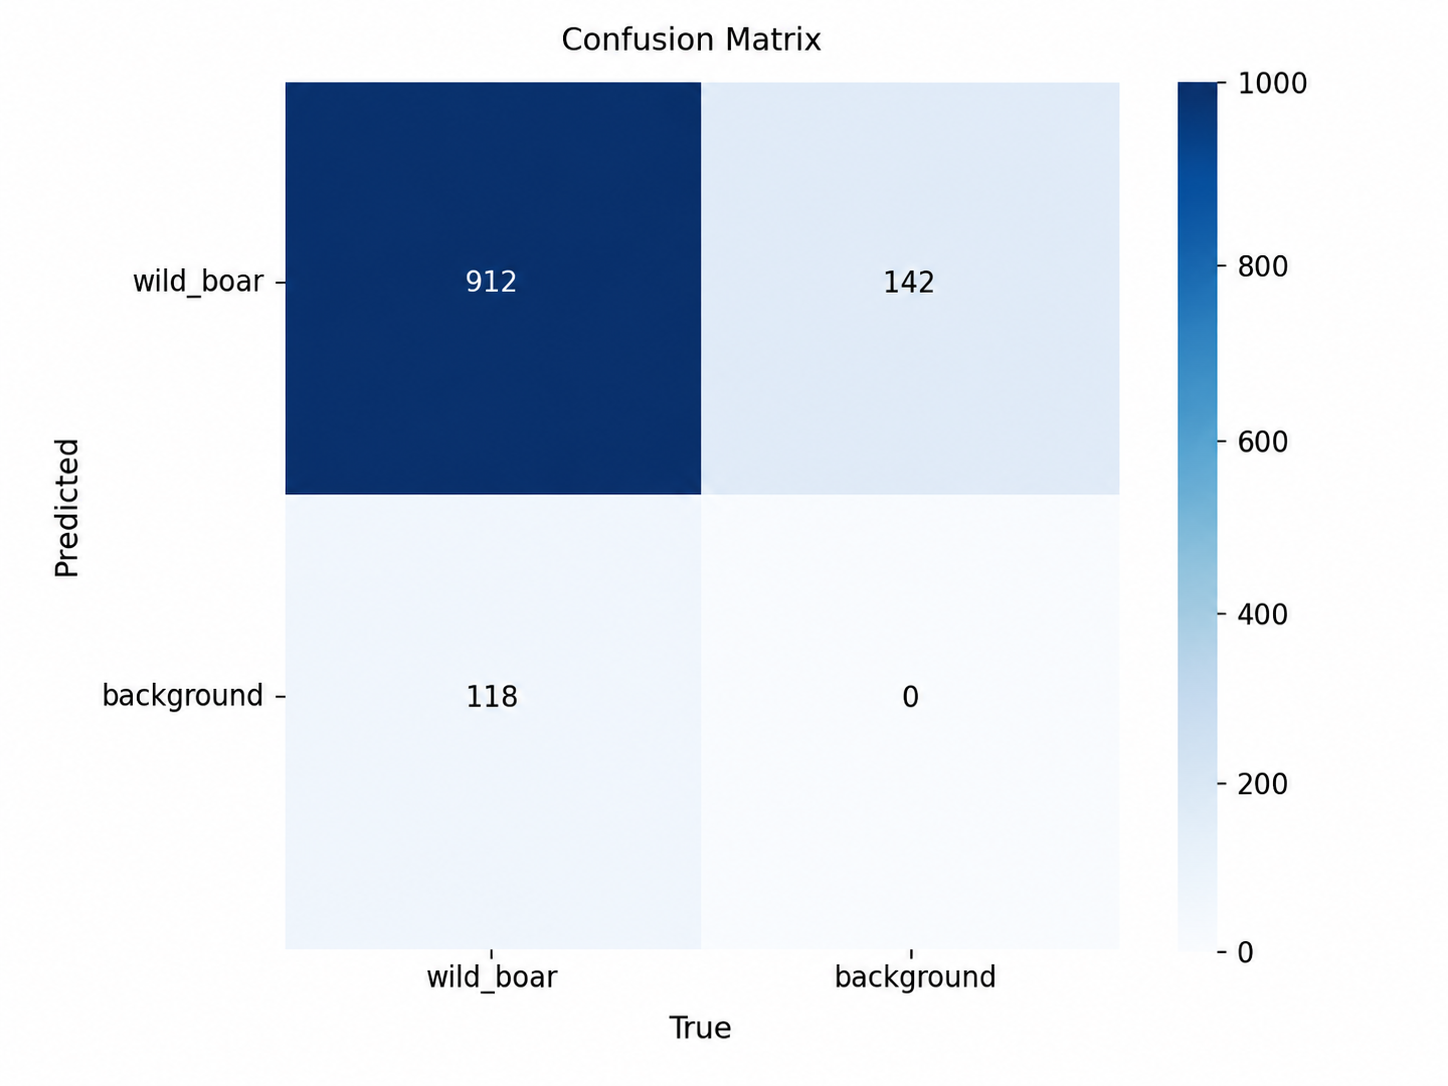 Confusion Matrix
1000
800
600
400
200
0
Predicted
wild_boar
912
142
background
118
0
wild_boar
background
True